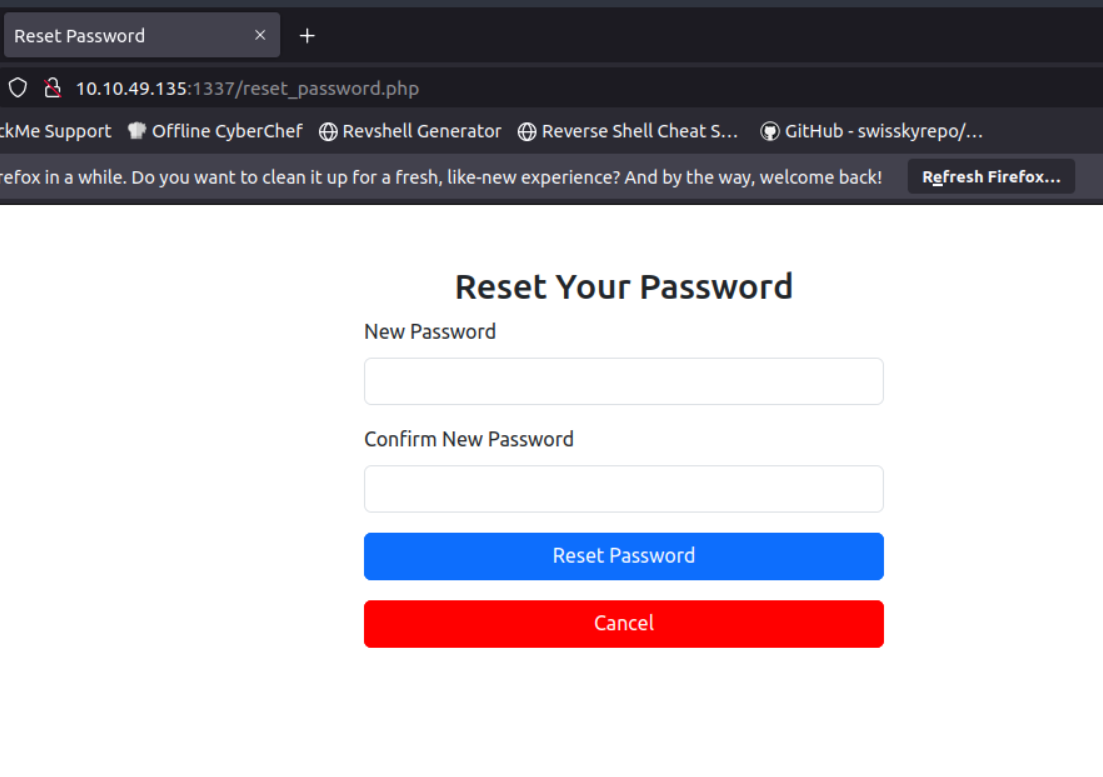 Reset Password × +
10.10.49.135:1337/reset_password.php
ckMe Support Offline CyberChef Revshell Generator Reverse Shell Cheat S... GitHub - swisskyrepo/...
refox in a while. Do you want to clean it up for a fresh, like-new experience? And by the way, welcome back! Refresh Firefox...
Reset Your Password
New Password
Confirm New Password
Reset Password
Cancel